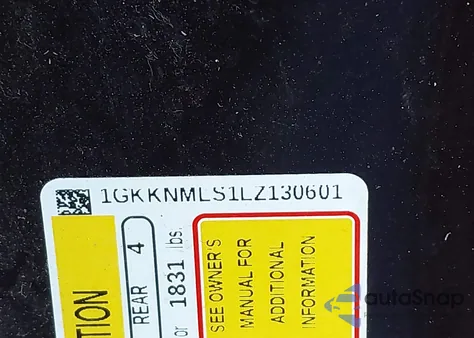 1GKKNMLS1LZ130601
TION
REAR 4
or 1831 lbs.
SEE OWNER'S
MANUAL FOR
ADDITIONAL
INFORMATION
autoSnap